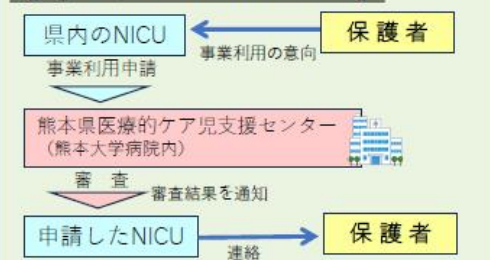 県内のNICU
保護者
事業利用の意向
事業利用申請
熊本県医療的ケア児支援センター
（熊本大学病院内）
審 査
審査結果を通知
申請したNICU
保護者
連絡